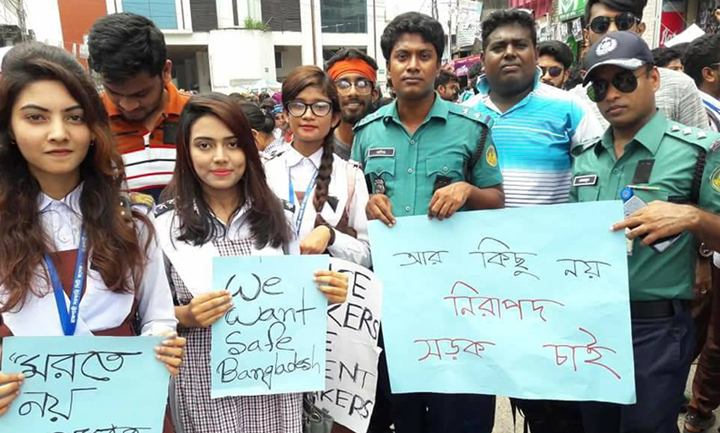 "মরতে
নয়
We
Want
Safe
Bangladesh
KERS
ENT
KERS
আর কিছু নয়
নিরাপদ
সড়ক চাই